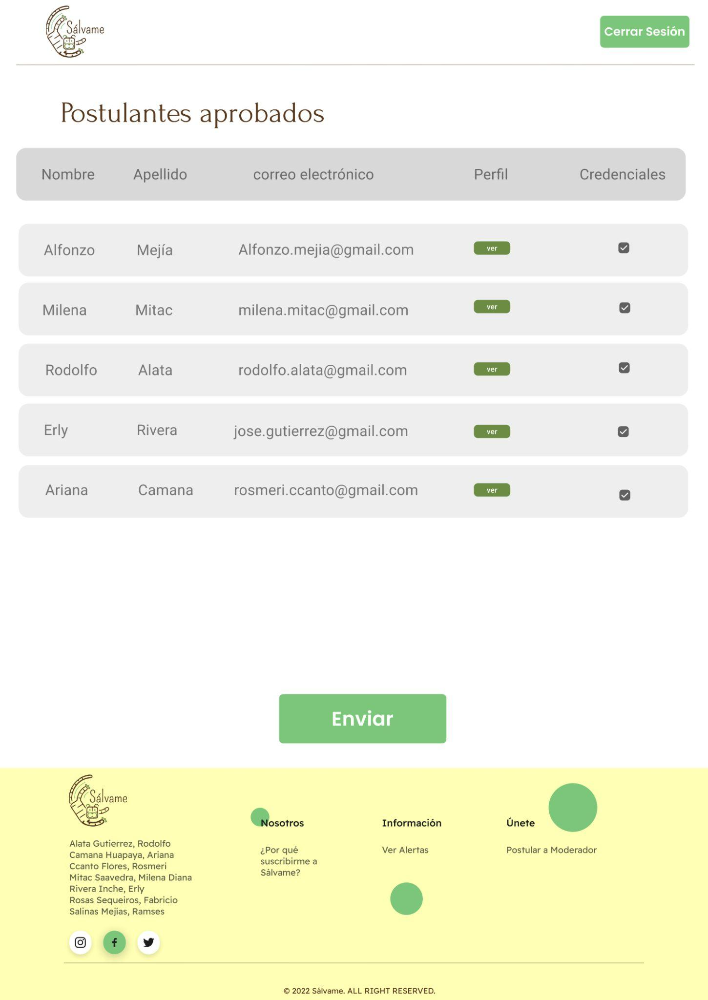 Sálvame
Cerrar Sesión
Postulantes aprobados
Nombre Apellido correo electrónico Perfil Credenciales
Alfonzo Mejía Alfonzo.mejia@gmail.com ver
Milena Mitac milena.mitac@gmail.com ver
Rodolfo Alata rodolfo.alata@gmail.com ver
Erly Rivera jose.gutierrez@gmail.com ver
Ariana Camana rosmeri.ccanto@gmail.com ver
Enviar
Sálvame
Alata Gutierrez, Rodolfo
Camana Huapaya, Ariana
Ccanto Flores, Rosmeri
Mitac Saavedra, Milena Diana
Rivera Inche, Erly
Rosas Sequeiros, Fabricio
Salinas Mejías, Ramses
Nosotros
¿Por qué
suscribirme a
Sálvame?
Información
Ver Alertas
Únete
Postular a Moderador
© 2022 Sálvame. ALL RIGHT RESERVED.